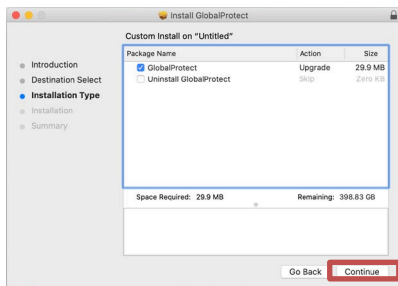 Install GlobalProtect
Custom Install on "Untitled"
Package Name Action Size
GlobalProtect Upgrade 29.9 MB
Uninstall GlobalProtect Skip Zero KB
Introduction
Destination Select
Installation Type
Installation
Summary
Space Required: 29.9 MB Remaining: 398.83 GB
Go Back Continue